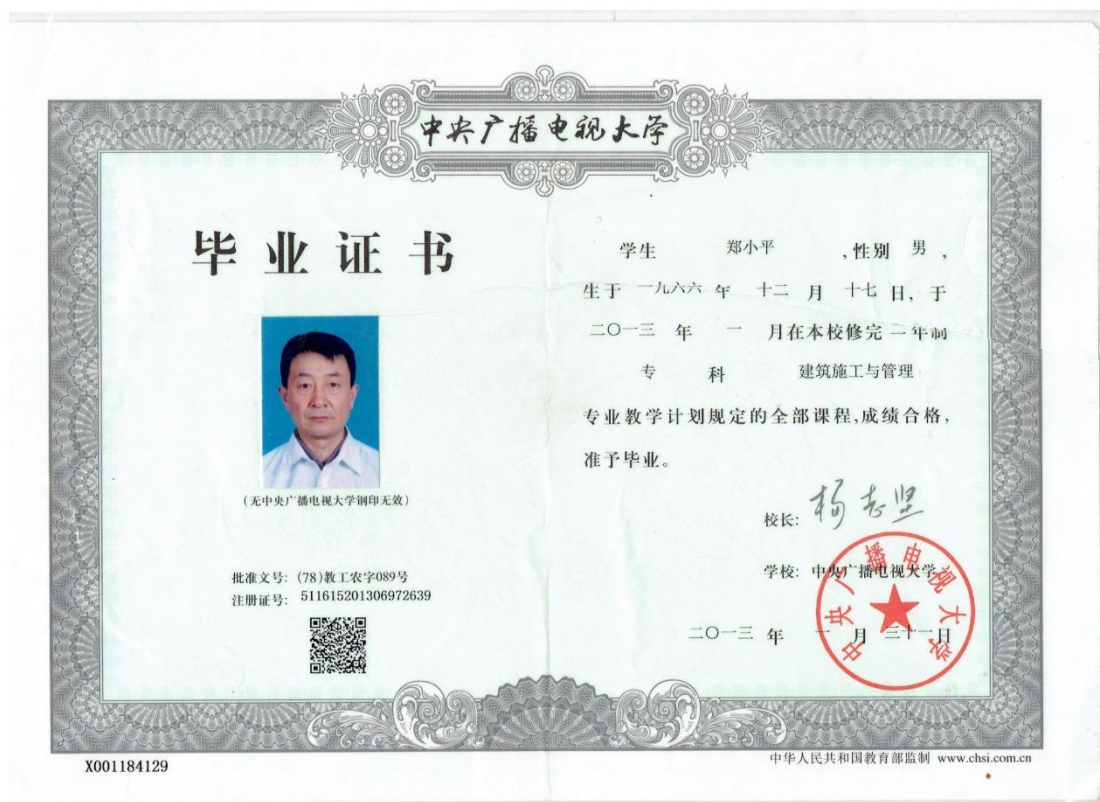 中央广播电视大学
毕业证书
(无中央广播电视大学钢印无效)
批准文号: (78)教工农字089号
注册证号: 511615201306972639
X001184129
学生 郑小平 ,性别 男 ,
生于 一九六六 年 十二 月 十七 日, 于
二〇一三 年 一 月在本校修完 二年制
专 科 建筑施工与管理
专业教学计划规定的全部课程,成绩合格,
准予毕业。
校长: 杨志坚
学校: 中央广播电视大学
中央广播电视大学
二〇一三 年 一 月 三十一日
中华人民共和国教育部监制 www.chsi.com.cn